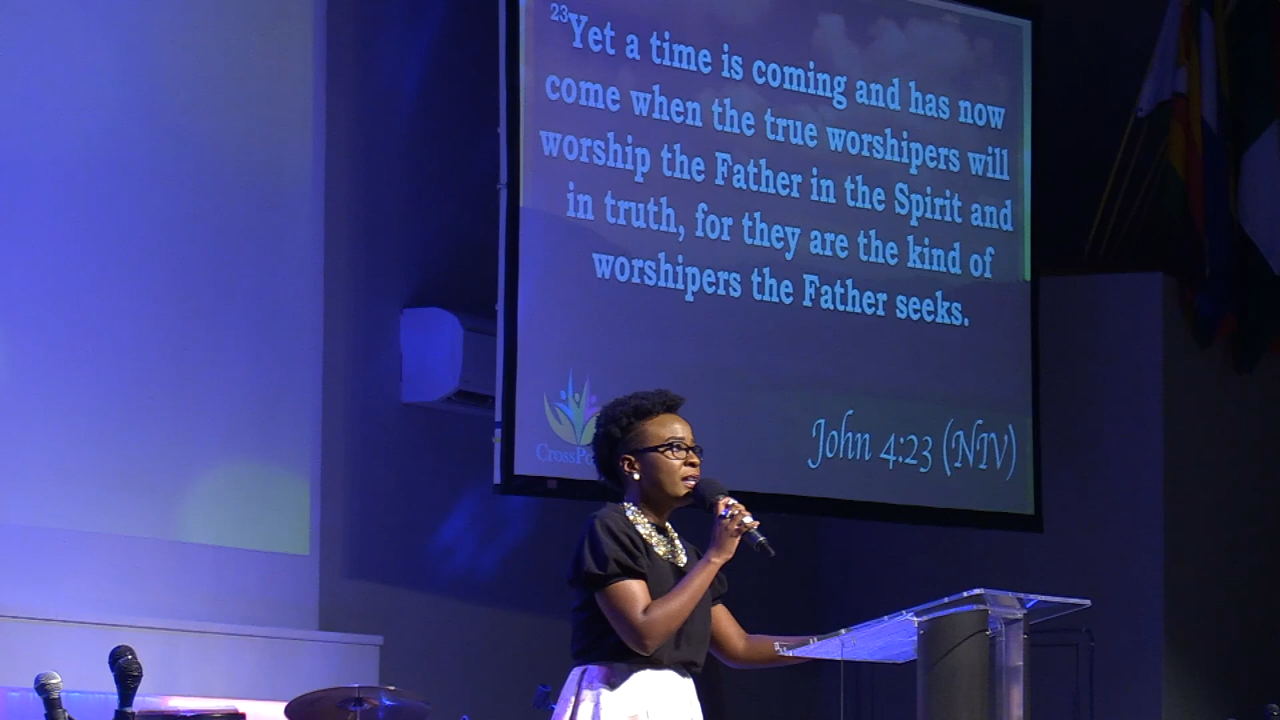 23Yet a time is coming and has now
come when the true worshipers will
worship the Father in the Spirit and
in truth, for they are the kind of
worshipers the Father seeks.
John 4:23 (NIV)